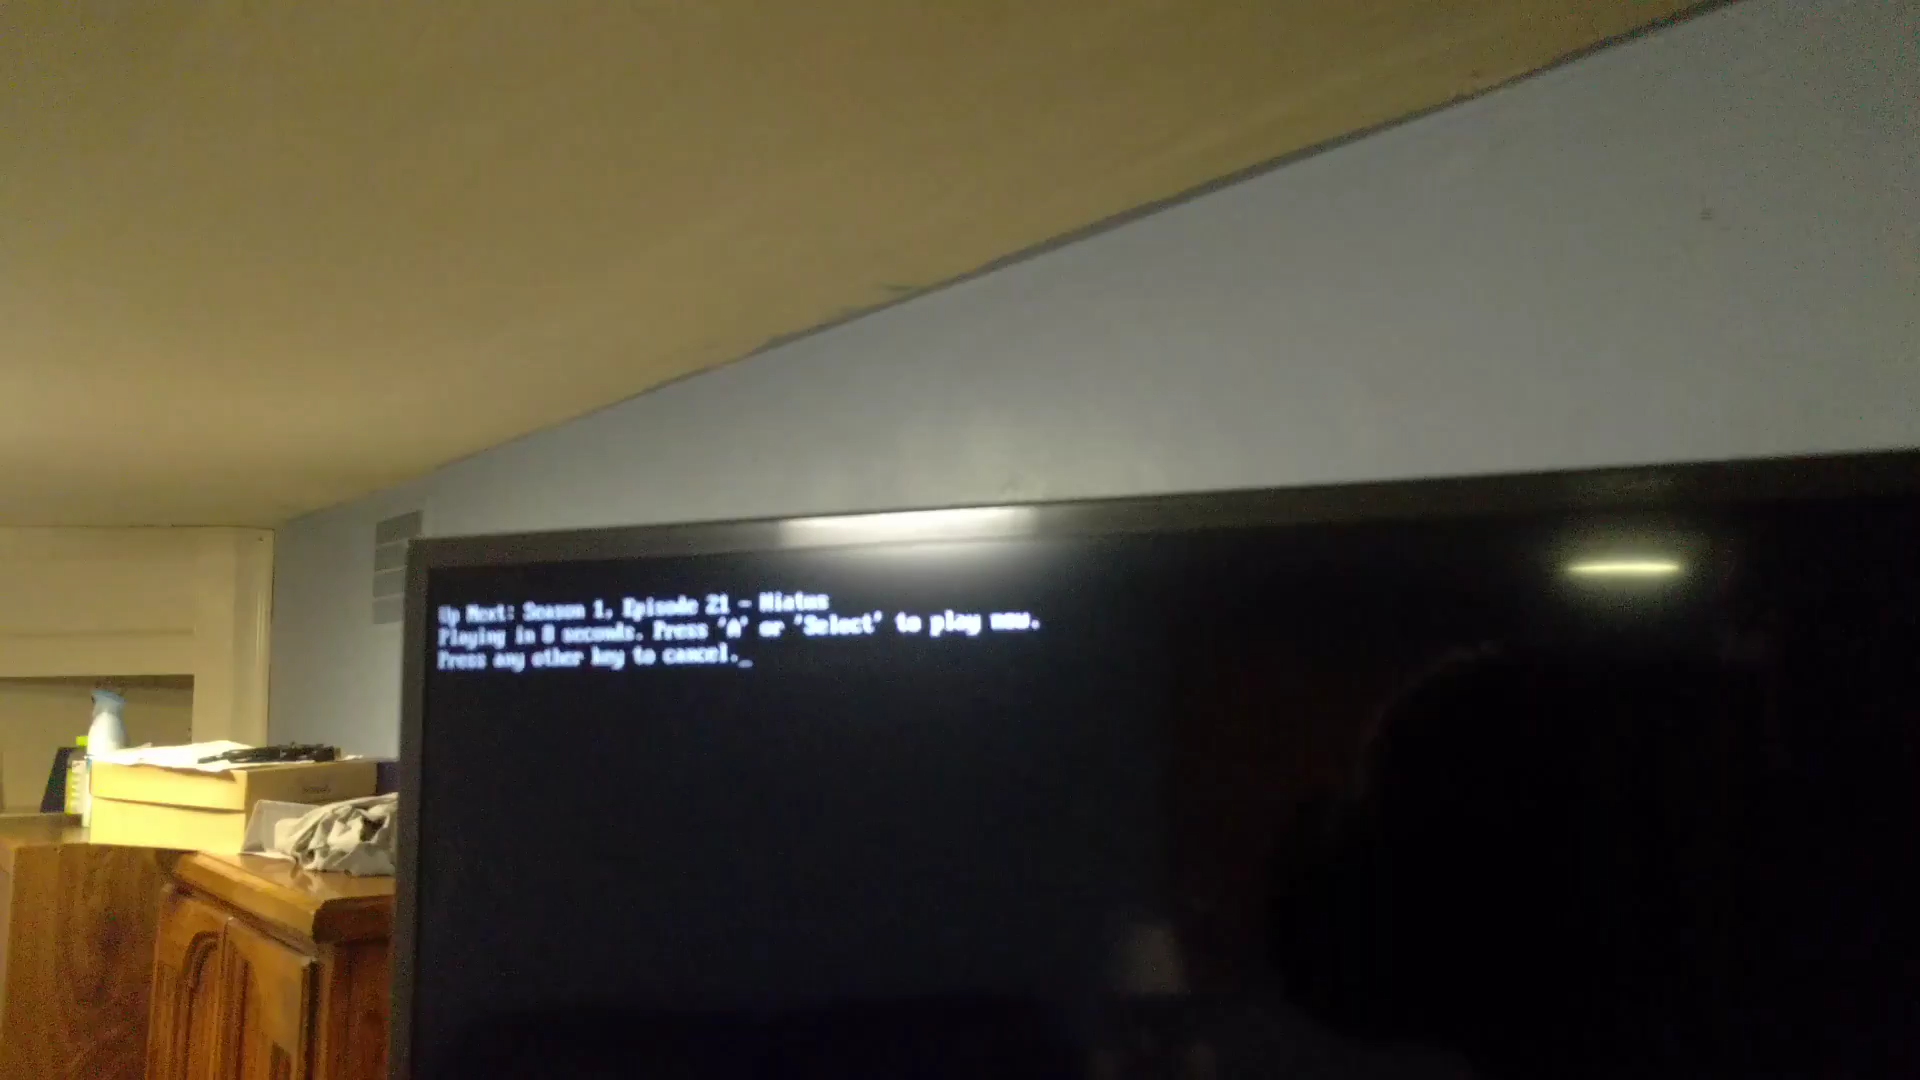 Up Next: Season 1, Episode 21 - Hiatus
Playing in 8 seconds. Press 'A' or 'Select' to play now.
Press any other key to cancel._